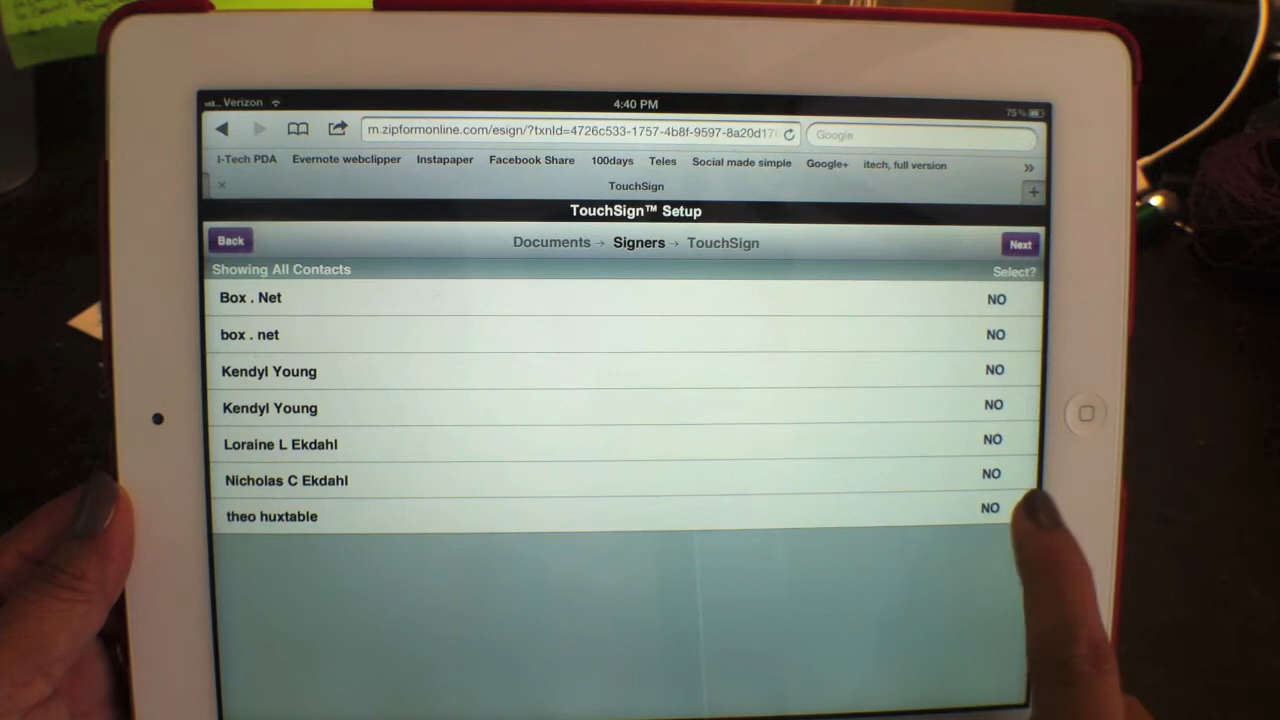 Verizon 4:40 PM 75%
m.zipformonline.com/esign/?txnId=4726c533-1757-4b8f-9597-8a20d17 Google
I-Tech PDA Evernote webclipper Instapaper Facebook Share 100days Teles Social made simple Google+ itech, full version »
× TouchSign +
TouchSign™ Setup
Back Documents → Signers → TouchSign Next
Showing All Contacts Select?
Box . Net NO
box . net NO
Kendyl Young NO
Kendyl Young NO
Loraine L Ekdahl NO
Nicholas C Ekdahl NO
theo huxtable NO